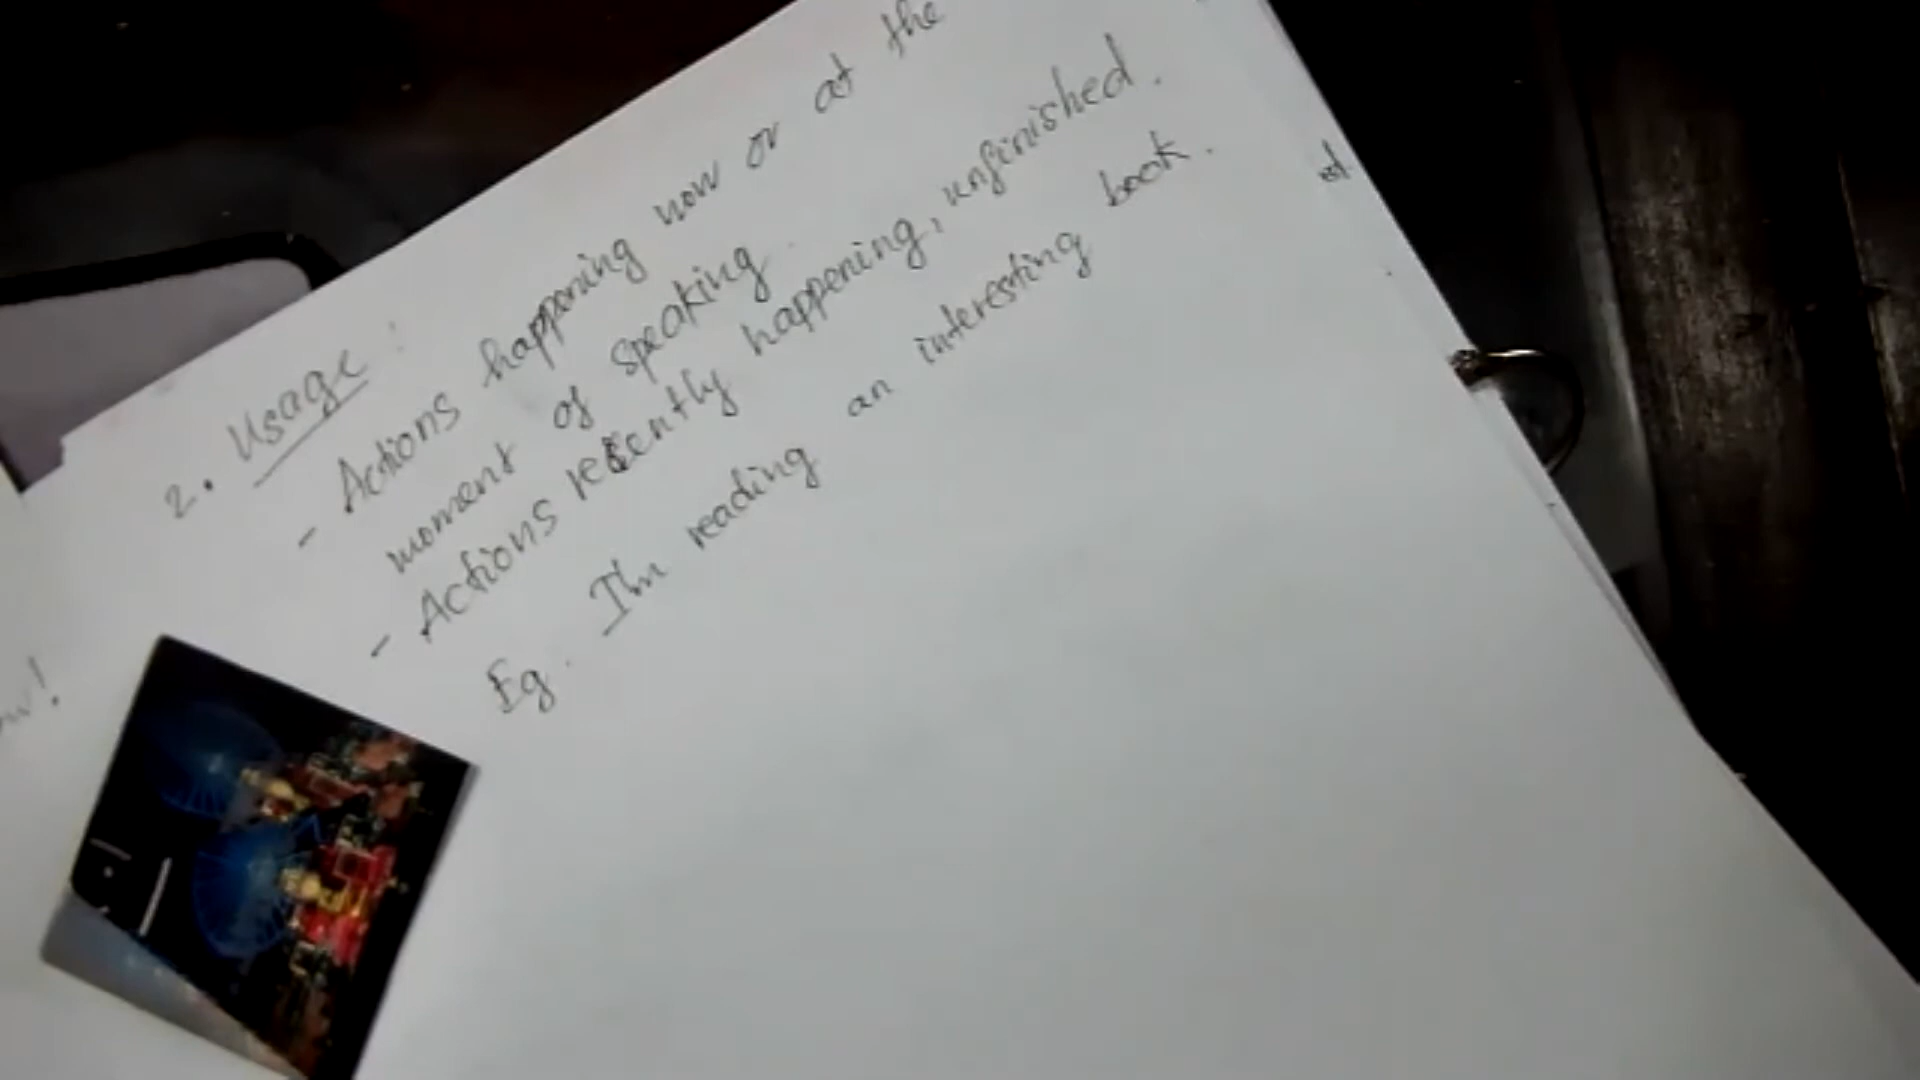 2. Usage:
- Actions happening now or at the
moment of speaking.
- Actions recently happening, unfinished.
Eg. I'm reading an interesting book.